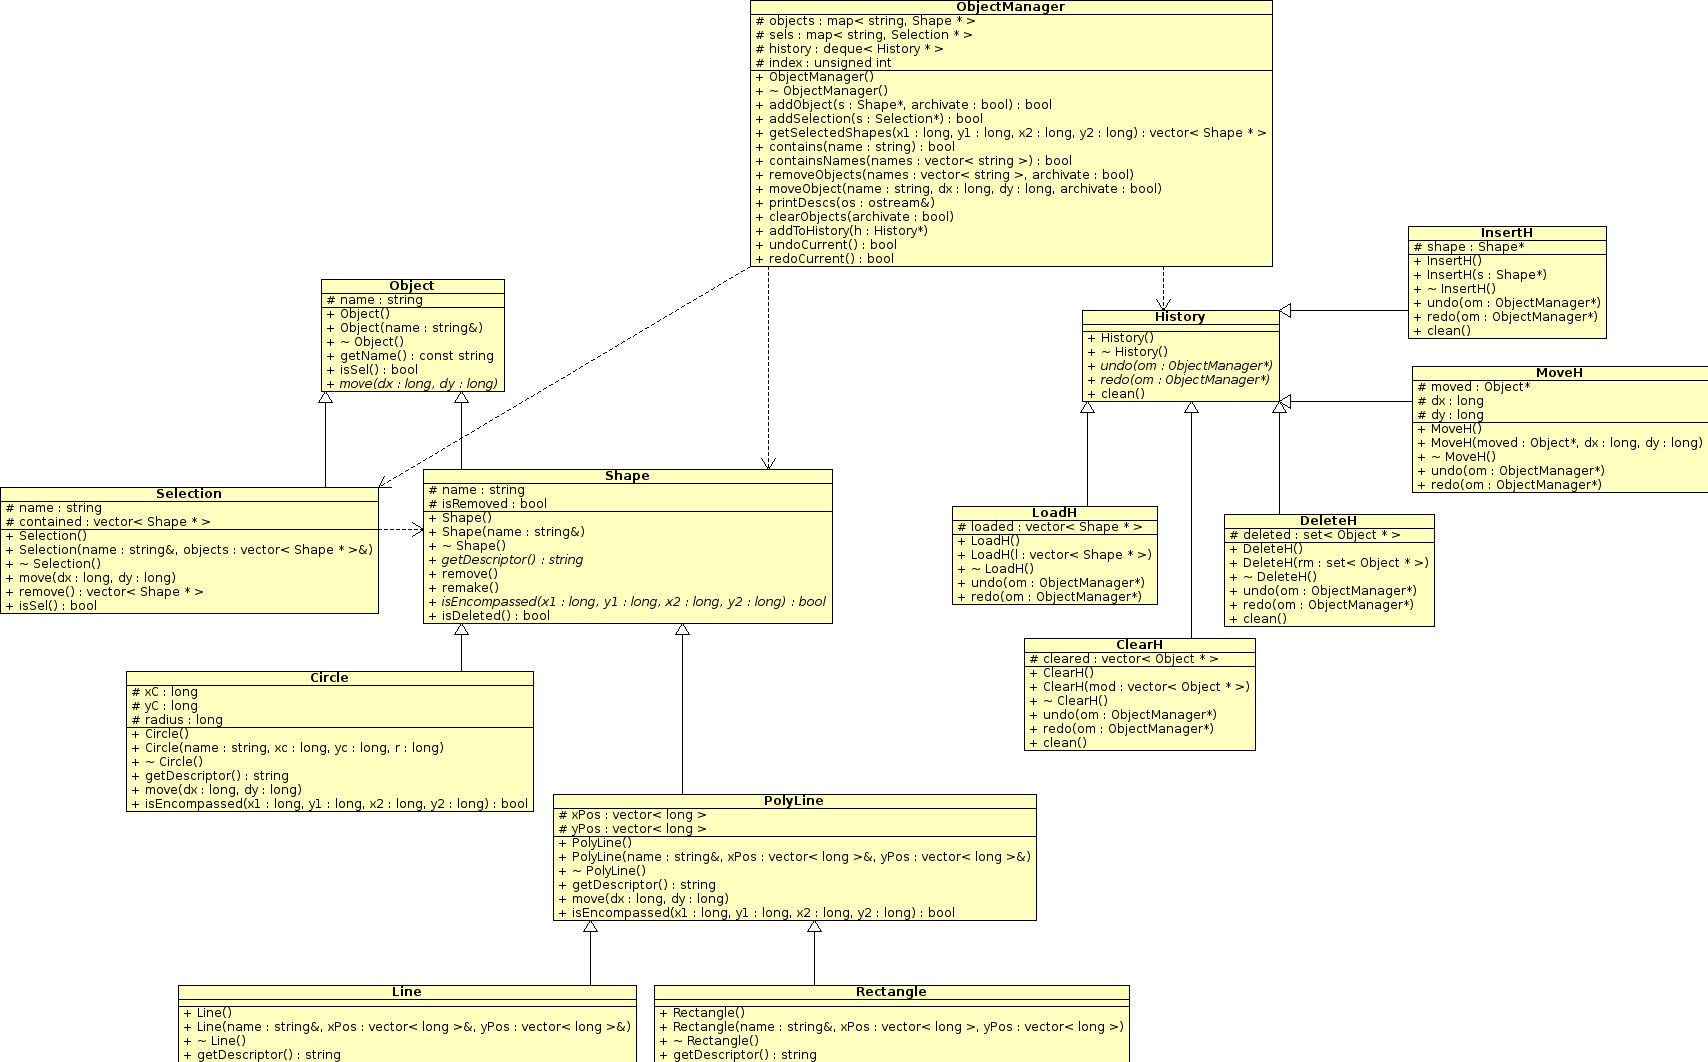 ObjectManager
# objects : map< string, Shape * >
# sels : map< string, Selection * >
# history : deque< History * >
# index : unsigned int
+ ObjectManager()
+ ~ ObjectManager()
+ addObject(s : Shape*, archivate : bool) : bool
+ addSelection(s : Selection*) : bool
+ getSelectedShapes(x1 : long, y1 : long, x2 : long, y2 : long) : vector< Shape * >
+ contains(name : string) : bool
+ containsNames(names : vector< string >) : bool
+ removeObjects(names : vector< string >, archivate : bool)
+ moveObject(name : string, dx : long, dy : long, archivate : bool)
+ printDescs(os : ostream&)
+ clearObjects(archivate : bool)
+ addToHistory(h : History*)
+ undoCurrent() : bool
+ redoCurrent() : bool
InsertH
# shape : Shape*
+ InsertH()
+ InsertH(s : Shape*)
+ ~ InsertH()
+ undo(om : ObjectManager*)
+ redo(om : ObjectManager*)
+ clean()
Object
# name : string
+ Object()
+ Object(name : string&)
+ ~ Object()
+ getName() : const string
+ isSel() : bool
+ move(dx : long, dy : long)
History
+ History()
+ ~ History()
+ undo(om : ObjectManager*)
+ redo(om : ObjectManager*)
+ clean()
MoveH
# moved : Object*
# dx : long
# dy : long
+ MoveH()
+ MoveH(moved : Object*, dx : long, dy : long)
+ ~ MoveH()
+ undo(om : ObjectManager*)
+ redo(om : ObjectManager*)
Selection
# name : string
# contained : vector< Shape * >
+ Selection()
+ Selection(name : string&, objects : vector< Shape * >&)
+ ~ Selection()
+ move(dx : long, dy : long)
+ remove() : vector< Shape * >
+ isSel() : bool
Shape
# name : string
# isRemoved : bool
+ Shape()
+ Shape(name : string&)
+ ~ Shape()
+ getDescriptor() : string
+ remove()
+ remake()
+ isEncompassed(x1 : long, y1 : long, x2 : long, y2 : long) : bool
+ isDeleted() : bool
LoadH
# loaded : vector< Shape * >
+ LoadH()
+ LoadH(l : vector< Shape * >)
+ ~ LoadH()
+ undo(om : ObjectManager*)
+ redo(om : ObjectManager*)
DeleteH
# deleted : set< Object * >
+ DeleteH()
+ DeleteH(rm : set< Object * >)
+ ~ DeleteH()
+ undo(om : ObjectManager*)
+ redo(om : ObjectManager*)
+ clean()
ClearH
# cleared : vector< Object * >
+ ClearH()
+ ClearH(mod : vector< Object * >)
+ ~ ClearH()
+ undo(om : ObjectManager*)
+ redo(om : ObjectManager*)
+ clean()
Circle
# xC : long
# yC : long
# radius : long
+ Circle()
+ Circle(name : string, xc : long, yc : long, r : long)
+ ~ Circle()
+ getDescriptor() : string
+ move(dx : long, dy : long)
+ isEncompassed(x1 : long, y1 : long, x2 : long, y2 : long) : bool
PolyLine
# xPos : vector< long >
# yPos : vector< long >
+ PolyLine()
+ PolyLine(name : string&, xPos : vector< long >&, yPos : vector< long >&)
+ ~ PolyLine()
+ getDescriptor() : string
+ move(dx : long, dy : long)
+ isEncompassed(x1 : long, y1 : long, x2 : long, y2 : long) : bool
Line
+ Line()
+ Line(name : string&, xPos : vector< long >&, yPos : vector< long >&)
+ ~ Line()
+ getDescriptor() : string
Rectangle
+ Rectangle()
+ Rectangle(name : string&, xPos : vector< long >, yPos : vector< long >)
+ ~ Rectangle()
+ getDescriptor() : string